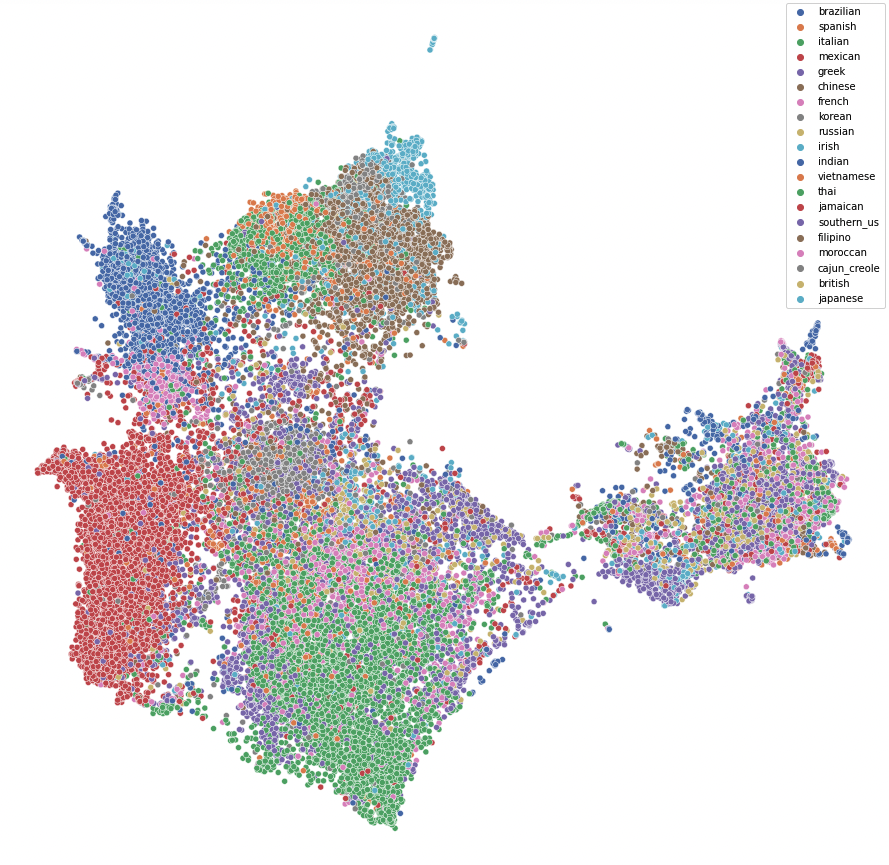 brazilian
spanish
italian
mexican
greek
chinese
french
korean
russian
irish
indian
vietnamese
thai
jamaican
southern_us
filipino
moroccan
cajun_creole
british
japanese